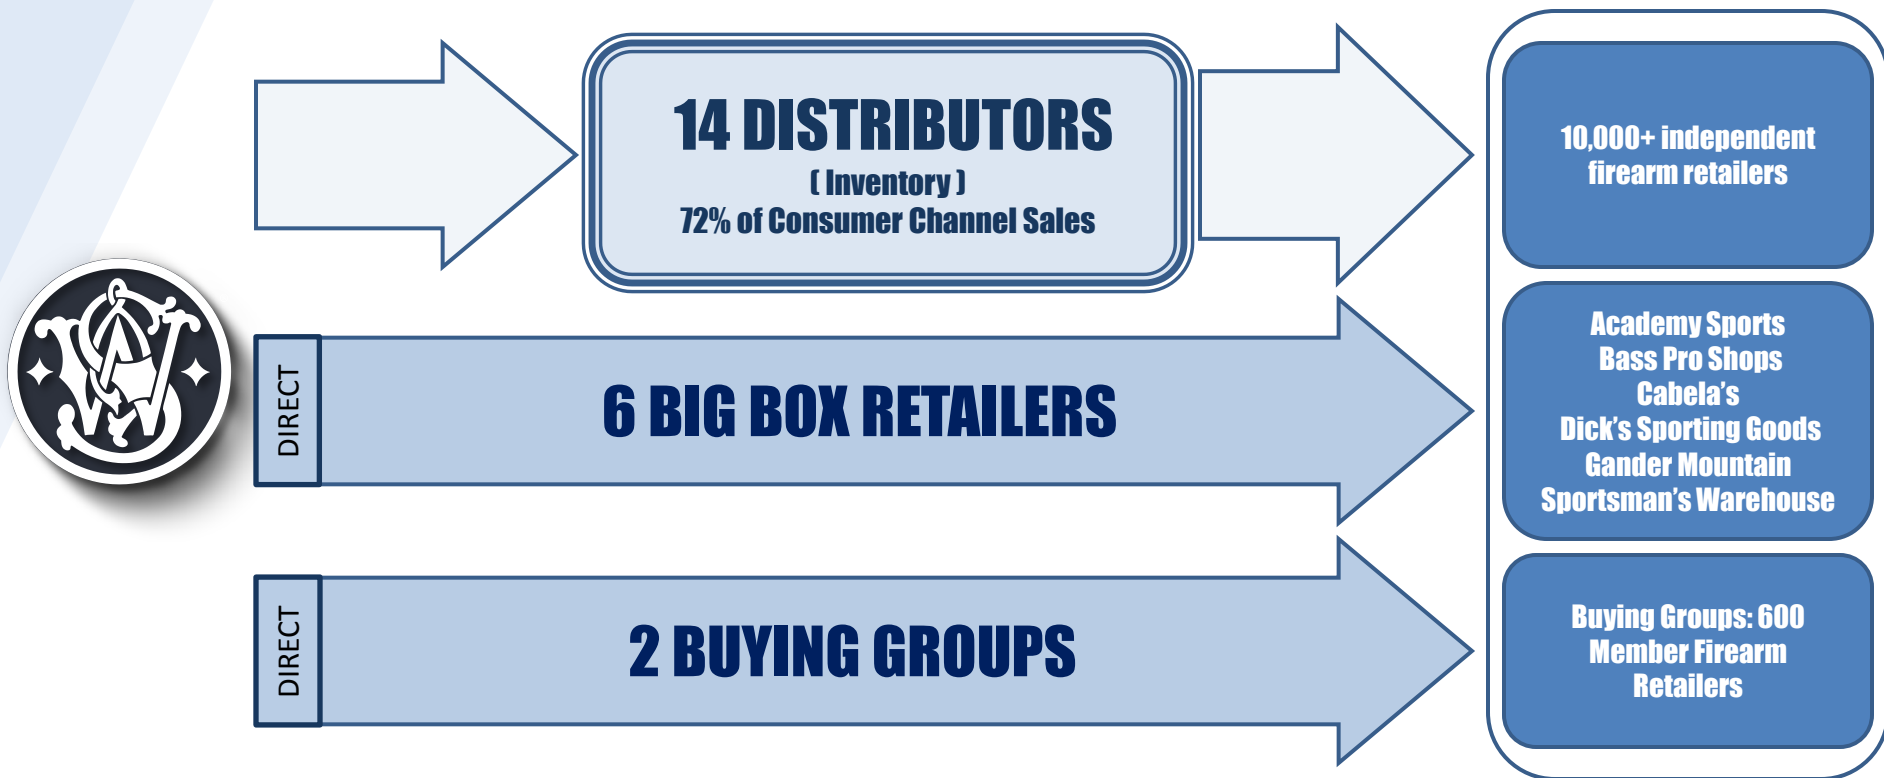 14 DISTRIBUTORS
( Inventory )
72% of Consumer Channel Sales
10,000+ independent
firearm retailers
DIRECT
6 BIG BOX RETAILERS
Academy Sports
Bass Pro Shops
Cabela’s
Dick’s Sporting Goods
Gander Mountain
Sportsman’s Warehouse
DIRECT
2 BUYING GROUPS
Buying Groups: 600
Member Firearm
Retailers